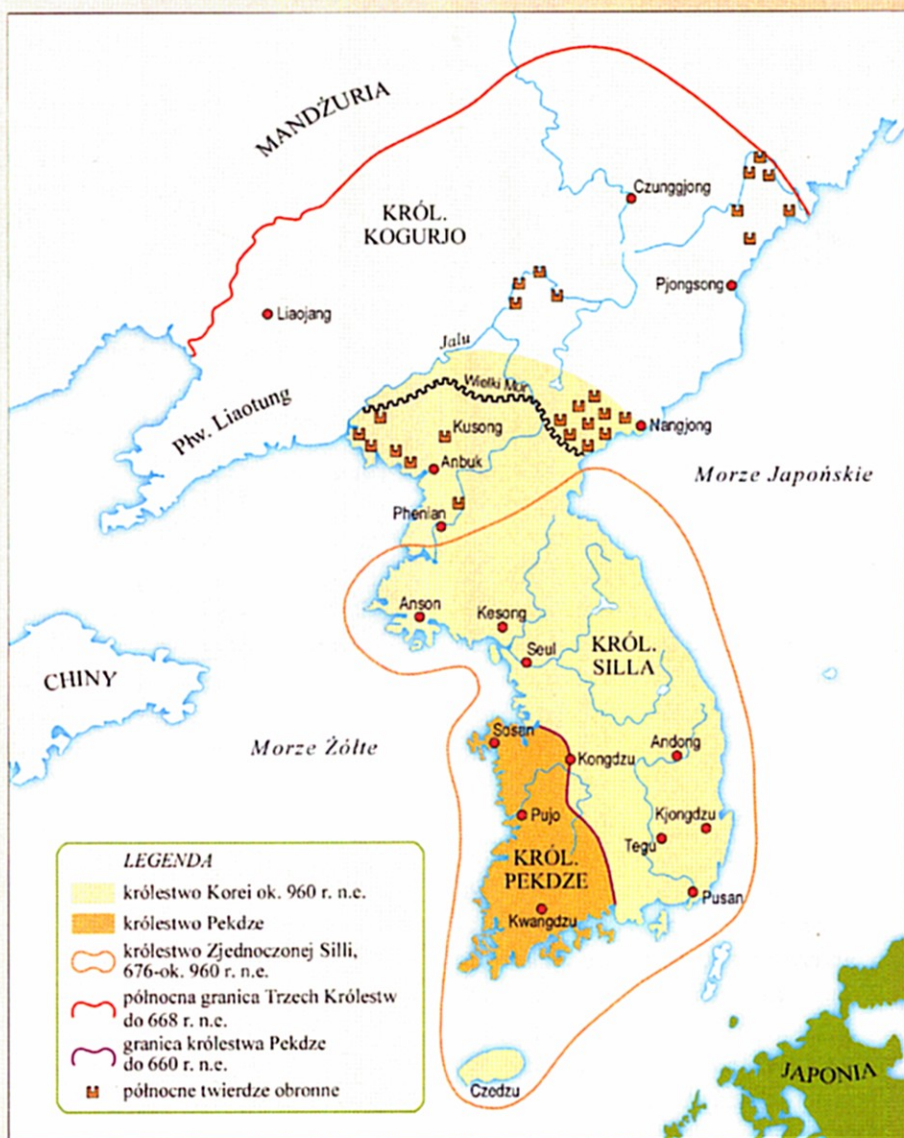 MANDŻURIA
KRÓL.
KOGURJO
Czunggjong
Pjongsong
Liaojang
Jalu
Wielki Mur
Płw. Liaotung
Kusong
Nangjong
Anbuk
Morze Japońskie
Phenian
Anson
Kesong
KRÓL.
SILLA
Seul
CHINY
Morze Żółte
Sosan
Kongdzu
Andong
Pujo
Kjongdzu
Tegu
KRÓL.
PEKDZE
Pusan
Kwangdzu
Czedzu
JAPONIA
LEGENDA
królestwo Korei ok. 960 r. n.e.
królestwo Pekdze
królestwo Zjednoczonej Silli,
676-ok. 960 r. n.e.
północna granica Trzech Królestw
do 668 r. n.e.
granica królestwa Pekdze
do 660 r. n.e.
północne twierdze obronne